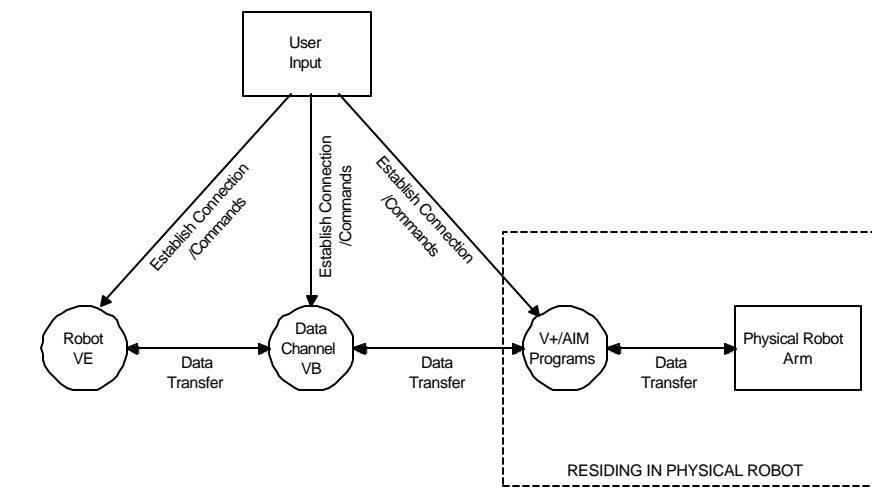 User
Input
Establish Connection
/Commands
Establish Connection
/Commands
Establish Connection
/Commands
Robot
VE
Data
Transfer
Data
Channel
VB
Data
Transfer
V+/AIM
Programs
Data
Transfer
Physical Robot
Arm
RESIDING IN PHYSICAL ROBOT